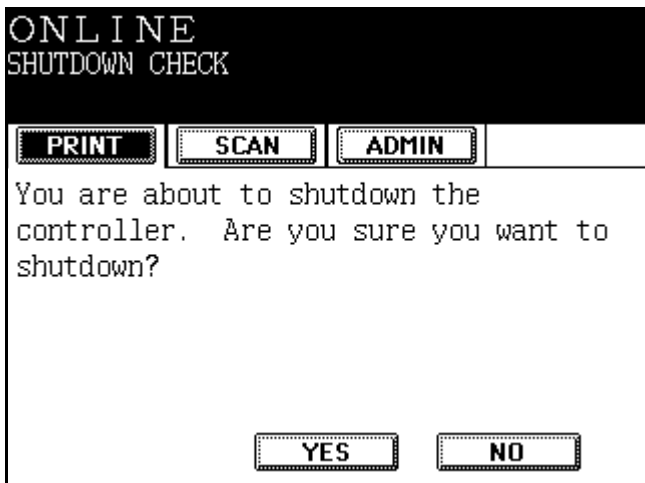 ONLINE
SHUTDOWN CHECK
PRINT SCAN ADMIN
You are about to shutdown the
controller.  Are you sure you want to
shutdown?
YES NO